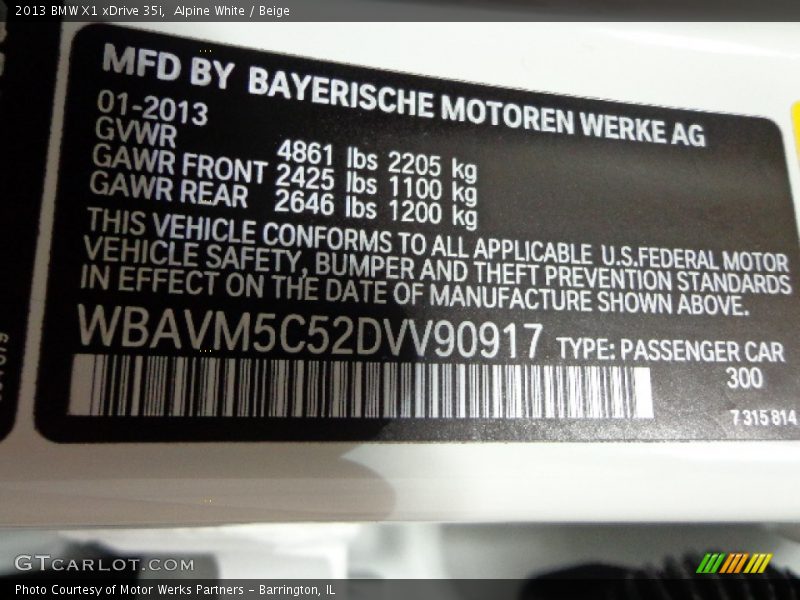 2013 BMW X1 xDrive 35i, Alpine White / Beige
MFD BY BAYERISCHE MOTOREN WERKE AG
01-2013
GVWR 4861 lbs 2205 kg
GAWR FRONT 2425 lbs 1100 kg
GAWR REAR 2646 lbs 1200 kg
THIS VEHICLE CONFORMS TO ALL APPLICABLE U.S.FEDERAL MOTOR
VEHICLE SAFETY, BUMPER AND THEFT PREVENTION STANDARDS
IN EFFECT ON THE DATE OF MANUFACTURE SHOWN ABOVE.
WBAVM5C52DVV90917 TYPE: PASSENGER CAR
300
7 315 814
GTCARLOT.COM
Photo Courtesy of Motor Werks Partners - Barrington, IL